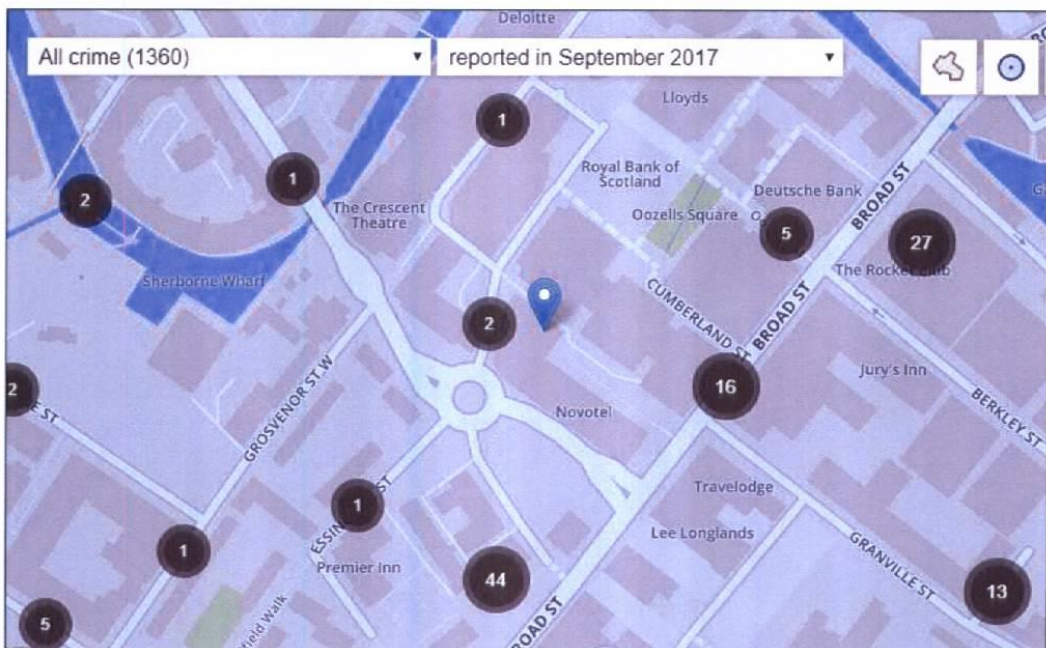 Deloitte
All crime (1360)
reported in September 2017
Lloyds
1
Royal Bank of
Scotland
1
2
The Crescent
Theatre
Deutsche Bank
Oozells Square
BROAD ST
5
27
The Rocket Club
Sherborne Wharf
CUMBERLAND ST
BROAD ST
2
Jury's Inn
16
2
E ST
BERKLEY ST
Novotel
GROSVENOR ST W
Travelodge
1
Lee Longlands
GRANVILLE ST
1
Premier Inn
44
13
BROAD ST
field Walk
5